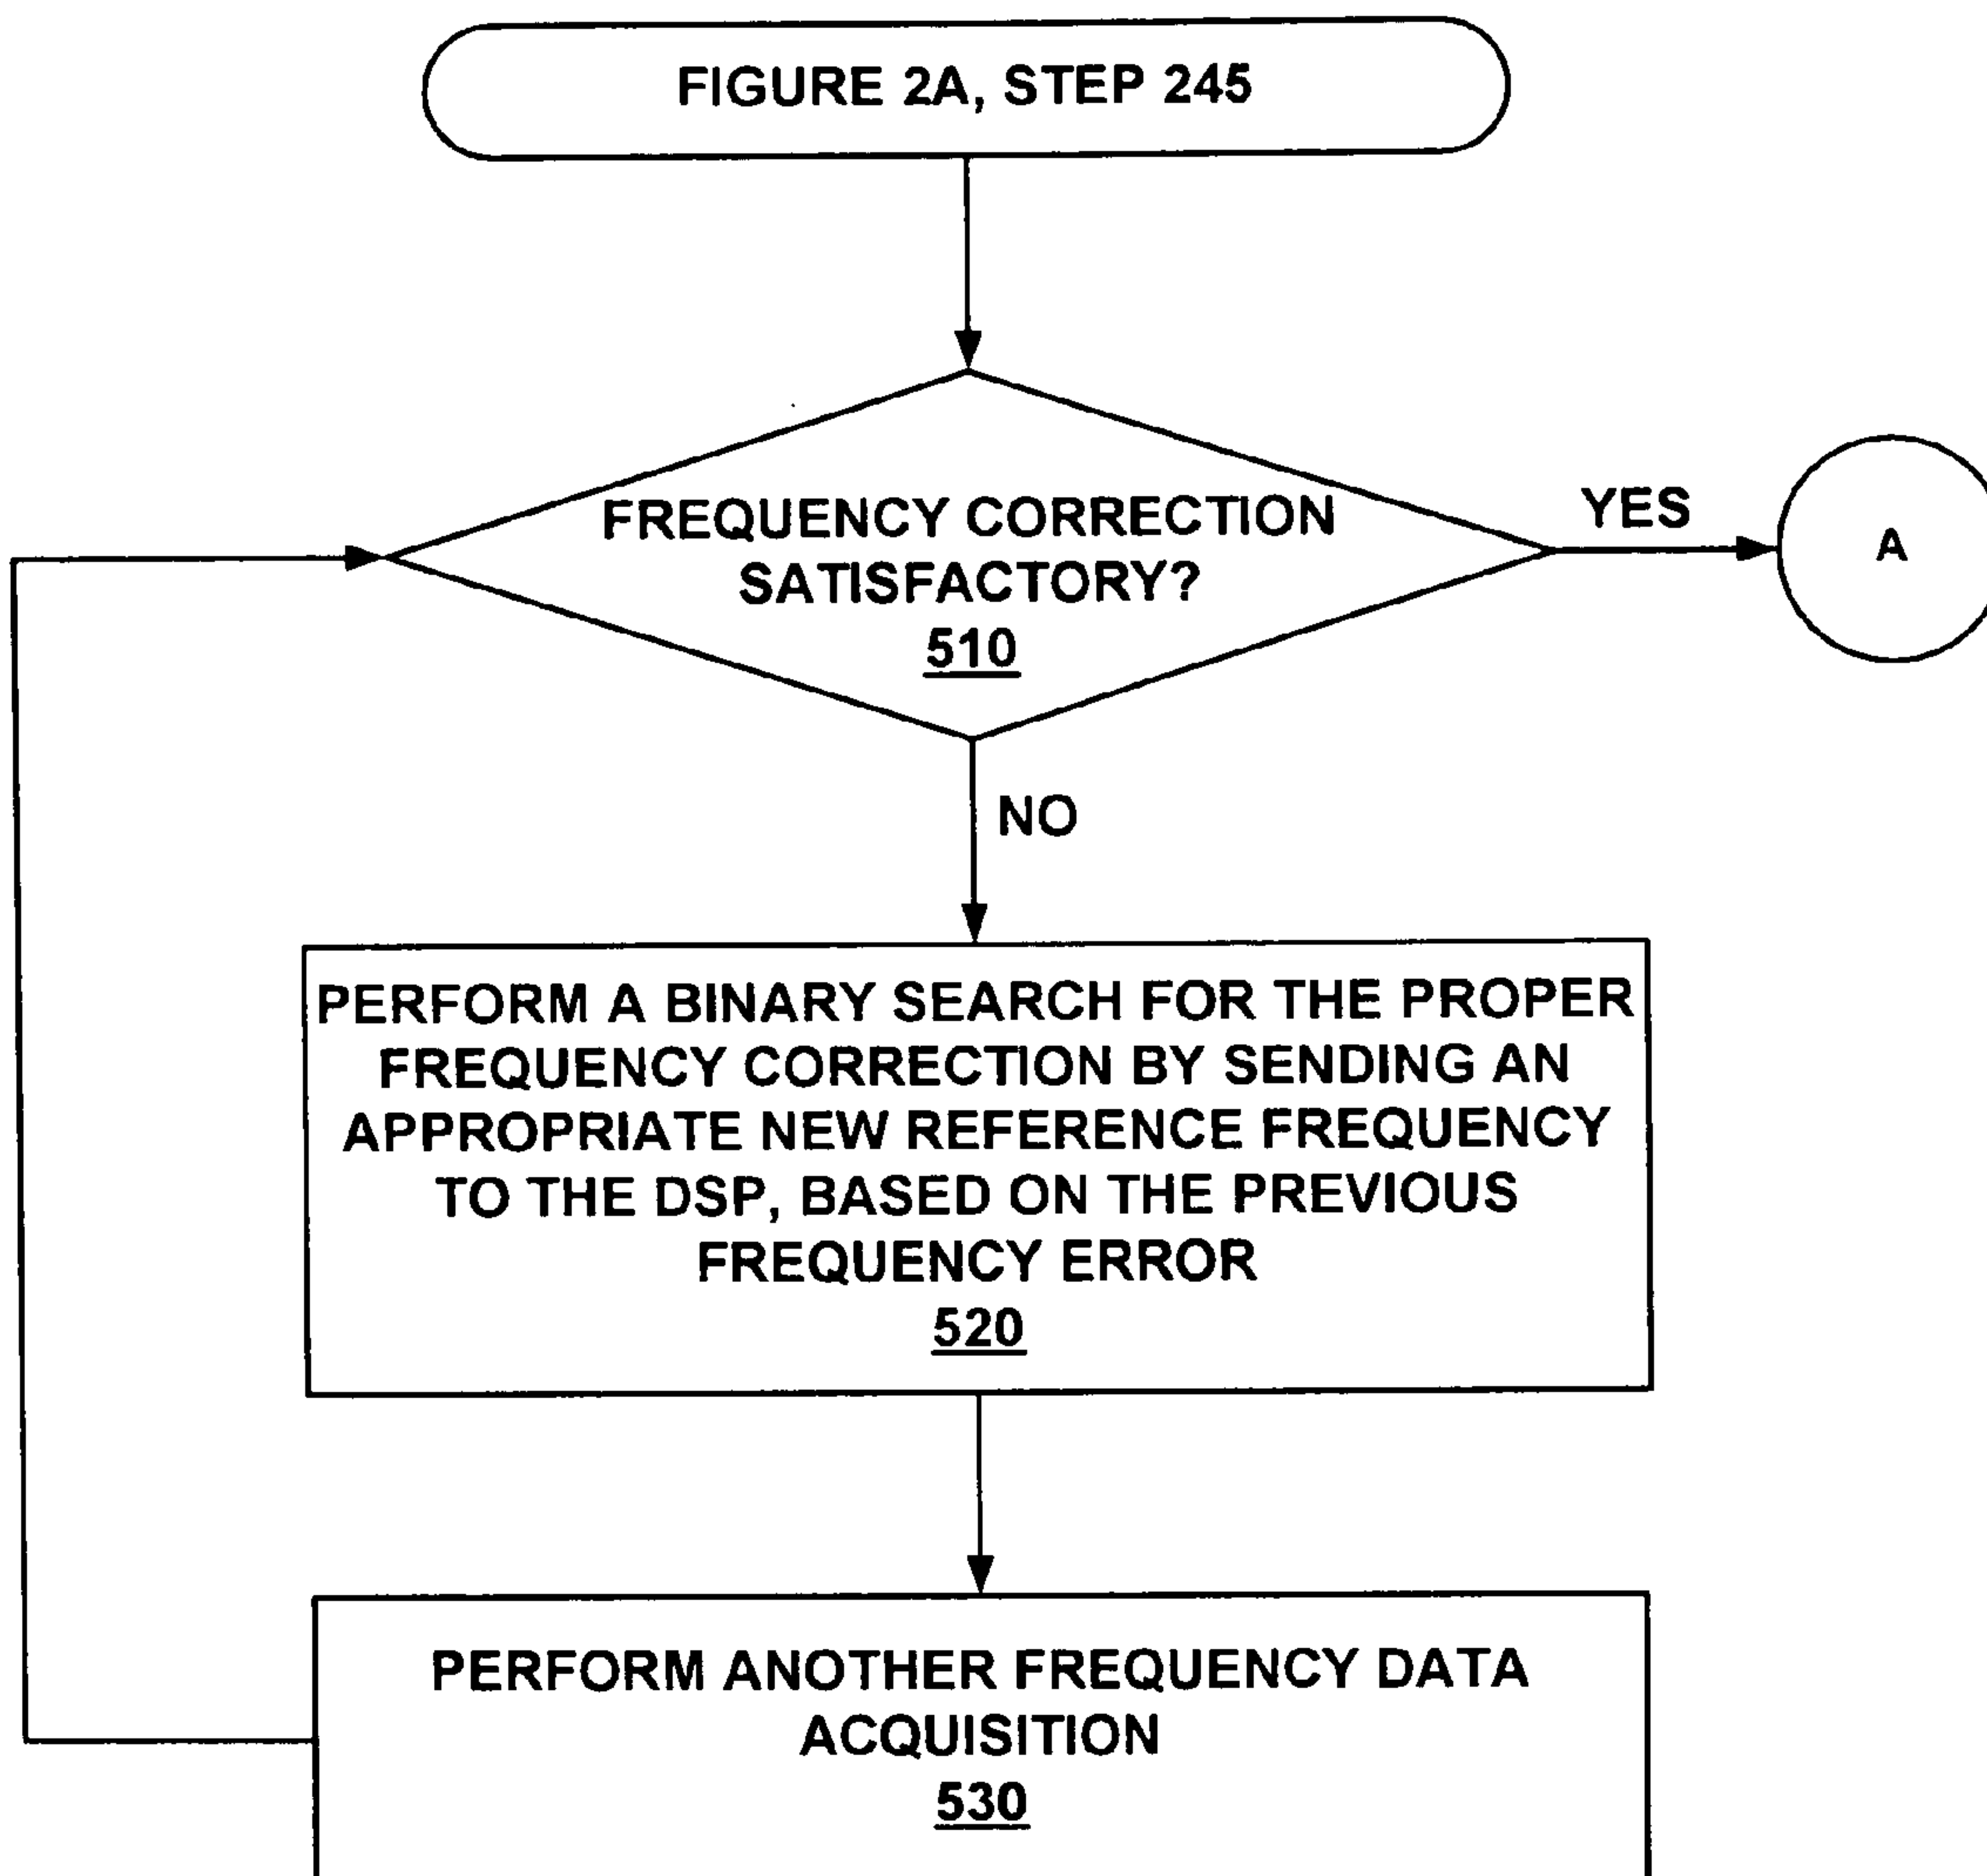 FIGURE 2A, STEP 245
FREQUENCY CORRECTION
SATISFACTORY?
510
YES
A
NO
PERFORM A BINARY SEARCH FOR THE PROPER
FREQUENCY CORRECTION BY SENDING AN
APPROPRIATE NEW REFERENCE FREQUENCY
TO THE DSP, BASED ON THE PREVIOUS
FREQUENCY ERROR
520
PERFORM ANOTHER FREQUENCY DATA
ACQUISITION
530